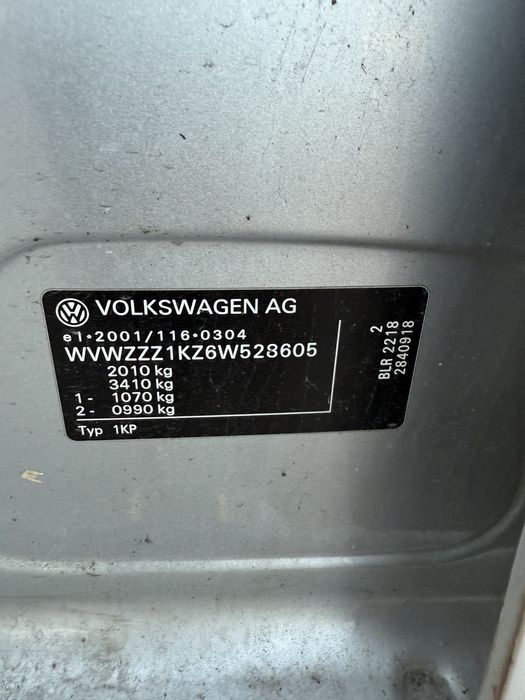 VOLKSWAGEN AG
e1*2001/116*0304
WVWZZZ1KZ6W528605
2010 kg
3410 kg
1 - 1070 kg
2 - 0990 kg
Typ 1KP
2
BLR 2218
2840918